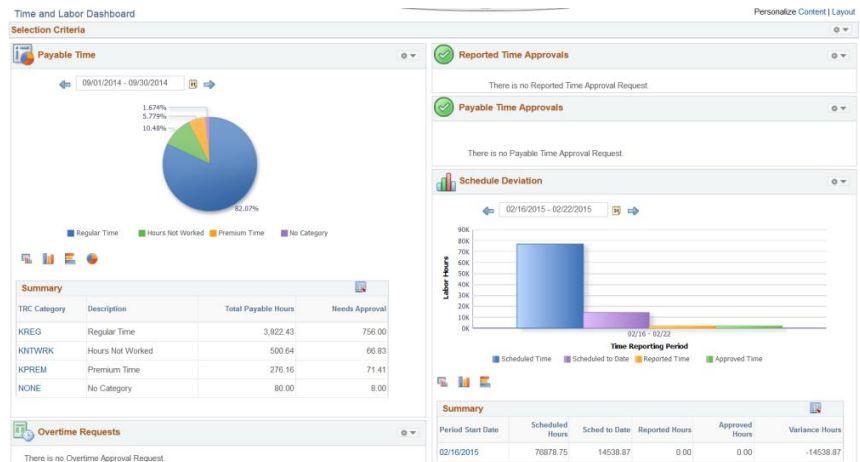 Time and Labor Dashboard
Personalize Content | Layout
Selection Criteria
Payable Time
09/01/2014 - 09/30/2014
1.674%
5.779%
10.48%
82.07%
Regular Time Hours Not Worked Premium Time No Category
Summary
TRC Category Description Total Payable Hours Needs Approval
KREG Regular Time 3,922.43 756.00
KNTWRK Hours Not Worked 500.64 66.83
KPREM Premium Time 276.16 71.41
NONE No Category 80.00 8.00
Overtime Requests
There is no Overtime Approval Request.
Reported Time Approvals
There is no Reported Time Approval Request
Payable Time Approvals
There is no Payable Time Approval Request.
Schedule Deviation
02/16/2015 - 02/22/2015
Labor Hours
90K
80K
70K
60K
50K
40K
30K
20K
10K
0K
02/16 - 02/22
Time Reporting Period
Scheduled Time Scheduled to Date Reported Time Approved Time
Summary
Period Start Date Scheduled Hours Sched to Date Reported Hours Approved Hours Variance Hours
02/16/2015 76878.75 14538.87 0.00 0.00 -14538.87